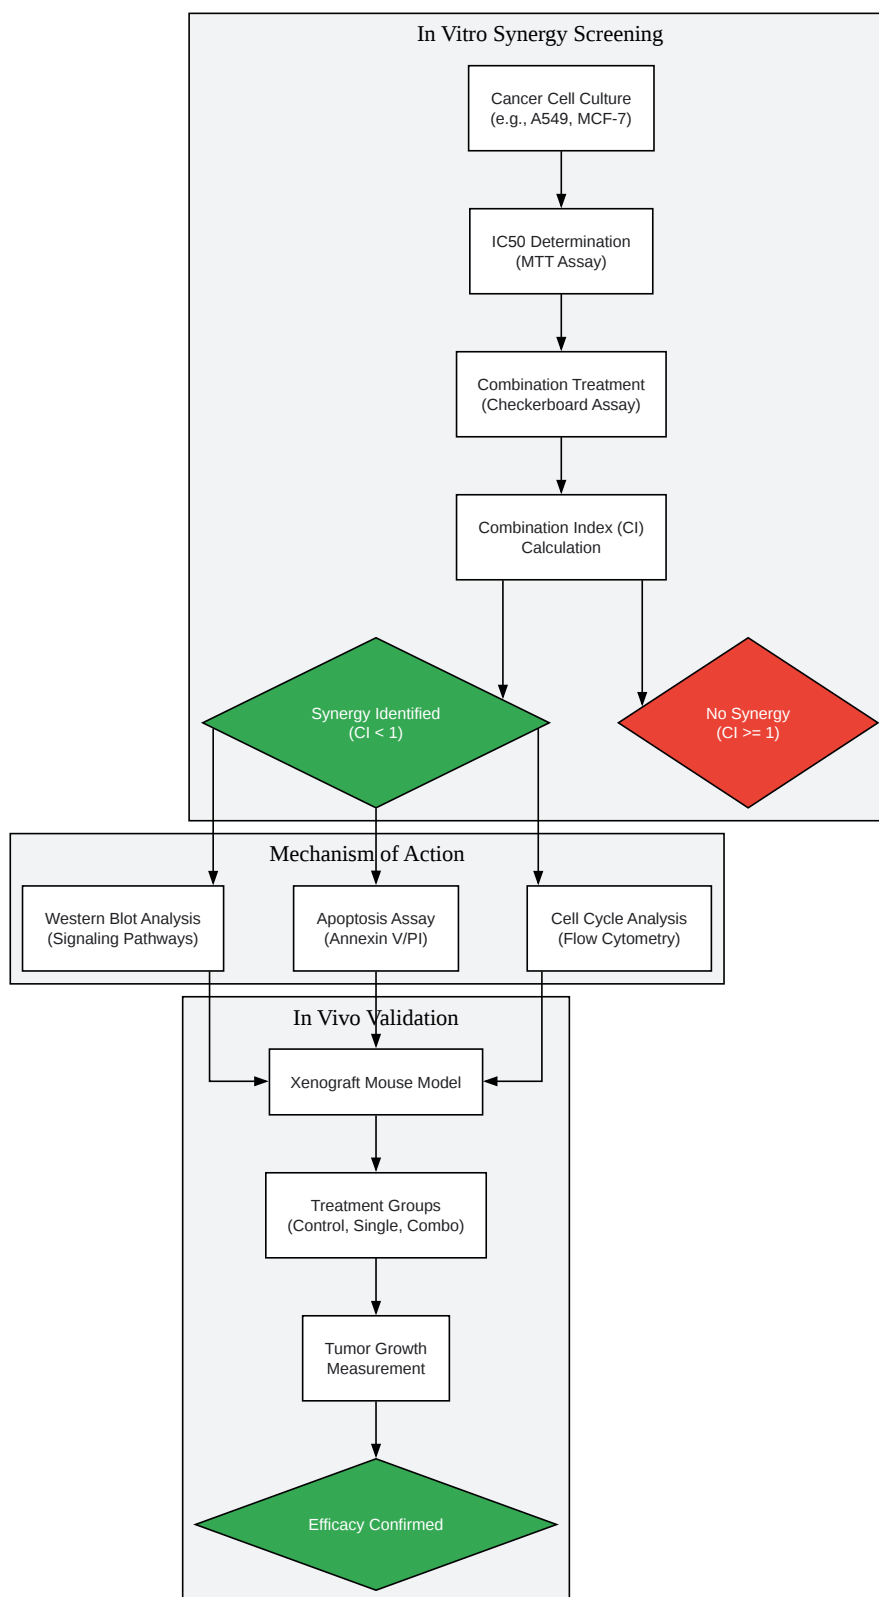 In Vitro Synergy Screening
Cancer Cell Culture
(e.g., A549, MCF-7)
IC50 Determination
(MTT Assay)
Combination Treatment
(Checkerboard Assay)
Combination Index (CI)
Calculation
Synergy Identified
(CI < 1)
No Synergy
(CI >= 1)
Mechanism of Action
Western Blot Analysis
(Signaling Pathways)
Apoptosis Assay
(Annexin V/PI)
Cell Cycle Analysis
(Flow Cytometry)
In Vivo Validation
Xenograft Mouse Model
Treatment Groups
(Control, Single, Combo)
Tumor Growth
Measurement
Efficacy Confirmed